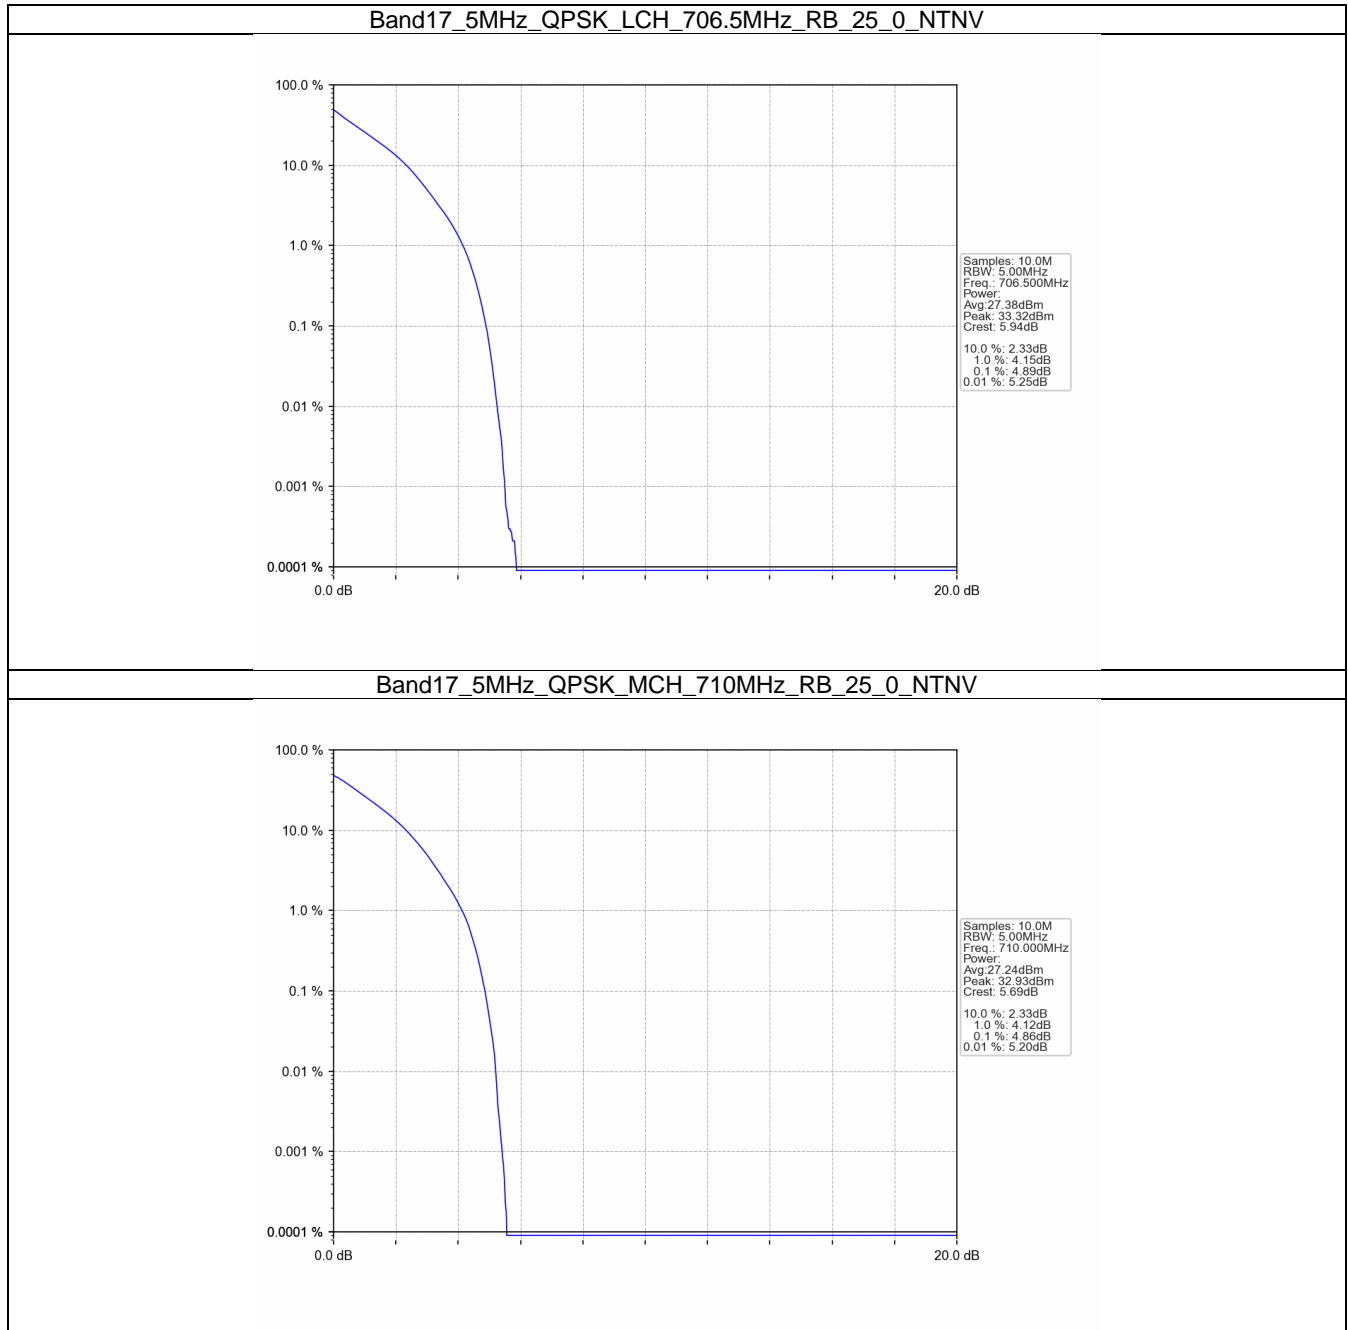 Band17_5MHz_QPSK_LCH_706.5MHz_RB_25_0_NTNV
100.0 %
10.0 %
1.0 %
0.1 %
0.01 %
0.001 %
0.0001 %
0.0 dB
20.0 dB
Samples: 10.0M
RBW: 5.00MHz
Freq.: 706.500MHz
Power:
Avg:27.38dBm
Peak: 33.32dBm
Crest: 5.94dB
10.0 %: 2.33dB
1.0 %: 4.15dB
0.1 %: 4.89dB
0.01 %: 5.25dB
Band17_5MHz_QPSK_MCH_710MHz_RB_25_0_NTNV
100.0 %
10.0 %
1.0 %
0.1 %
0.01 %
0.001 %
0.0001 %
0.0 dB
20.0 dB
Samples: 10.0M
RBW: 5.00MHz
Freq.: 710.000MHz
Power:
Avg:27.24dBm
Peak: 32.93dBm
Crest: 5.69dB
10.0 %: 2.33dB
1.0 %: 4.12dB
0.1 %: 4.86dB
0.01 %: 5.20dB